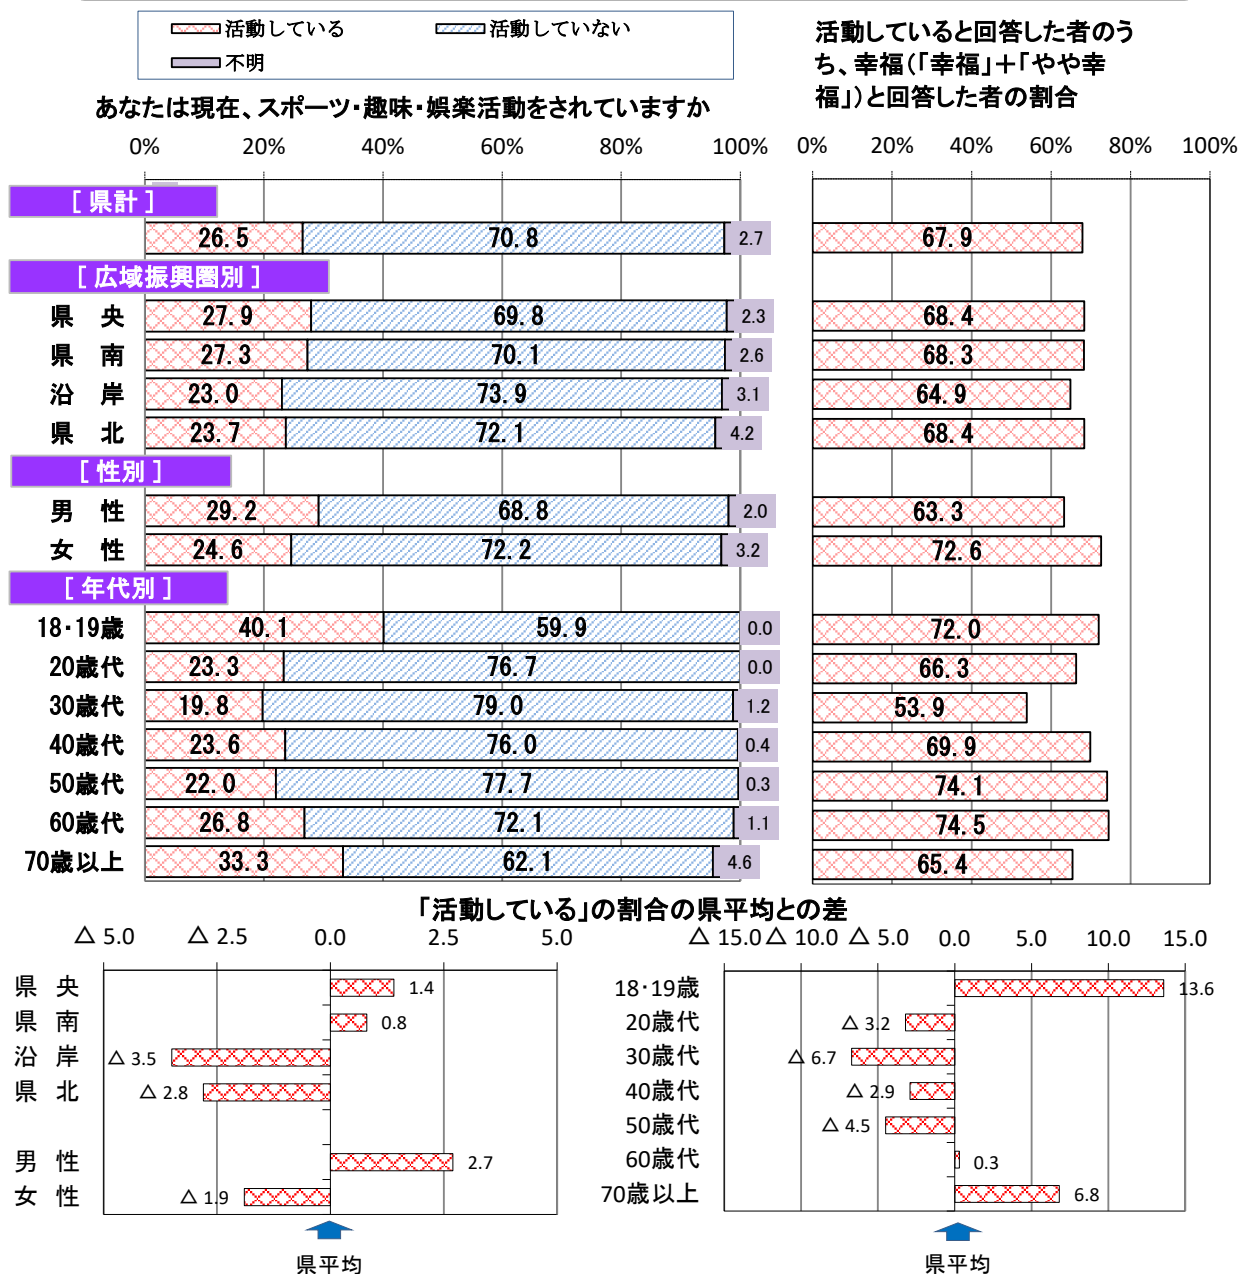 活動している 活動していない
不明
活動していると回答した者のう
ち、幸福(「幸福」+「やや幸
福」)と回答した者の割合
あなたは現在、スポーツ・趣味・娯楽活動をされていますか
0% 20% 40% 60% 80% 100% 0% 20% 40% 60% 80% 100%
[ 県計 ]
26.5 70.8 2.7 67.9
[ 広域振興圏別 ]
県 央 27.9 69.8 2.3 68.4
県 南 27.3 70.1 2.6 68.3
沿 岸 23.0 73.9 3.1 64.9
県 北 23.7 72.1 4.2 68.4
[ 性別 ]
男 性 29.2 68.8 2.0 63.3
女 性 24.6 72.2 3.2 72.6
[ 年代別 ]
18・19歳 40.1 59.9 0.0 72.0
20歳代 23.3 76.7 0.0 66.3
30歳代 19.8 79.0 1.2 53.9
40歳代 23.6 76.0 0.4 69.9
50歳代 22.0 77.7 0.3 74.1
60歳代 26.8 72.1 1.1 74.5
70歳以上 33.3 62.1 4.6 65.4
「活動している」の割合の県平均との差
△ 5.0 △ 2.5 0.0 2.5 5.0
県 央 1.4
県 南 0.8
沿 岸 △ 3.5
県 北 △ 2.8
男 性 2.7
女 性 △ 1.9
県平均
△ 15.0 △ 10.0 △ 5.0 0.0 5.0 10.0 15.0
18・19歳 13.6
20歳代 △ 3.2
30歳代 △ 6.7
40歳代 △ 2.9
50歳代 △ 4.5
60歳代 0.3
70歳以上 6.8
県平均